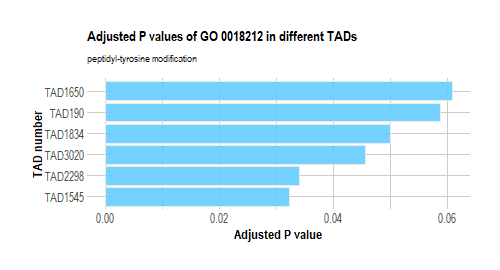 Adjusted P values of GO 0018212 in different TADs
peptidyl-tyrosine modification
TAD number
TAD1650
TAD190
TAD1834
TAD3020
TAD2298
TAD1545
0.00 0.02 0.04 0.06
Adjusted P value